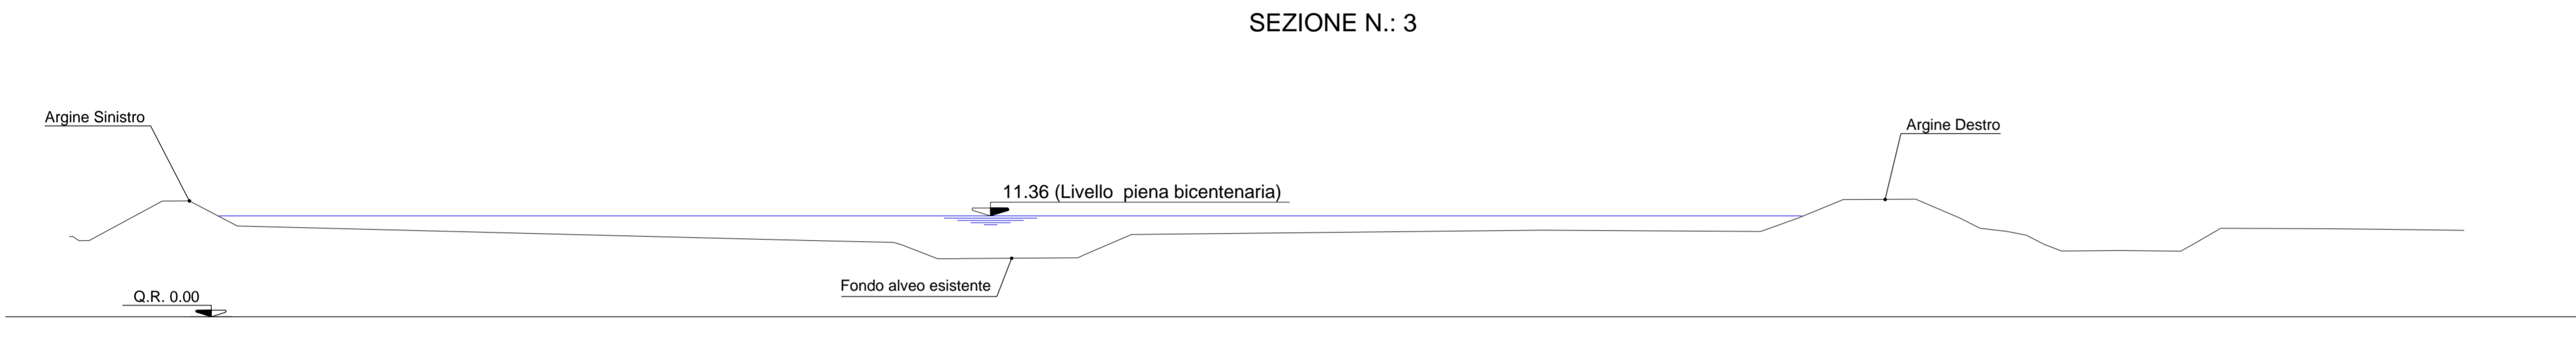 SEZIONE N.: 3
Argine Sinistro
Argine Destro
11.36 (Livello  piena bicentenaria)
Fondo alveo esistente
Q.R. 0.00